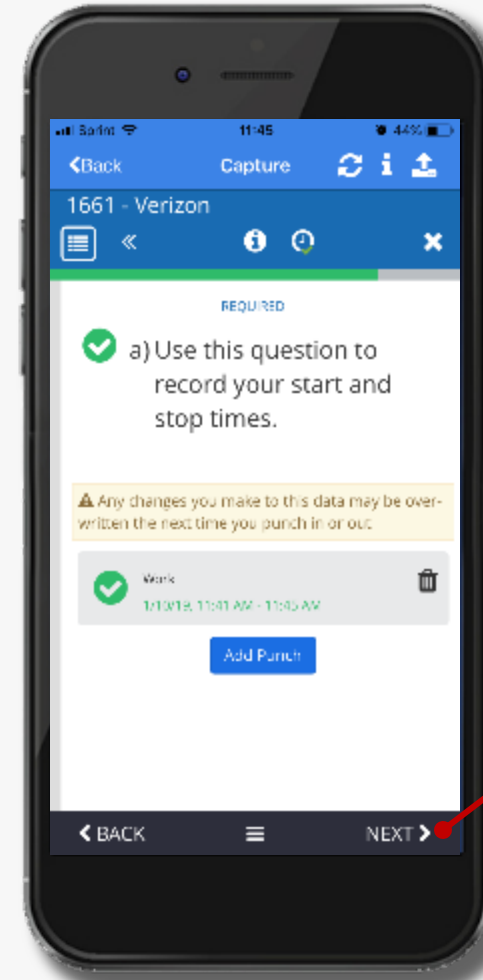 Sprint 11:45 44%
Back Capture
1661 - Verizon
REQUIRED
a) Use this question to
record your start and
stop times.
Any changes you make to this data may be over-
written the next time you punch in or out
Work
1/10/19, 11:41 AM - 11:45 AM
Add Punch
BACK NEXT